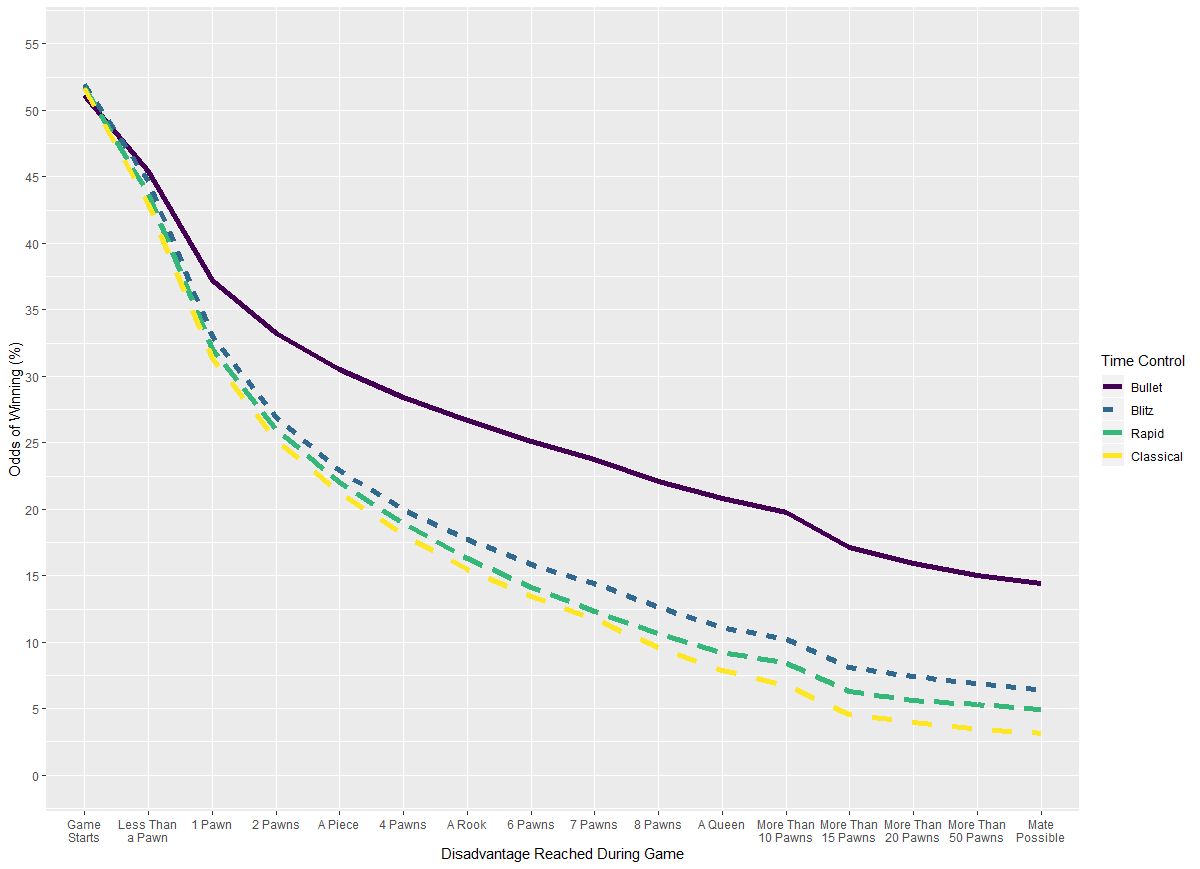 55
50
45
40
35
30
25
20
15
10
5
0
Odds of Winning (%)
Game Starts
Less Than a Pawn
1 Pawn
2 Pawns
A Piece
4 Pawns
A Rook
6 Pawns
7 Pawns
8 Pawns
A Queen
More Than 10 Pawns
More Than 15 Pawns
More Than 20 Pawns
More Than 50 Pawns
Mate Possible
Disadvantage Reached During Game
Time Control
Bullet
Blitz
Rapid
Classical